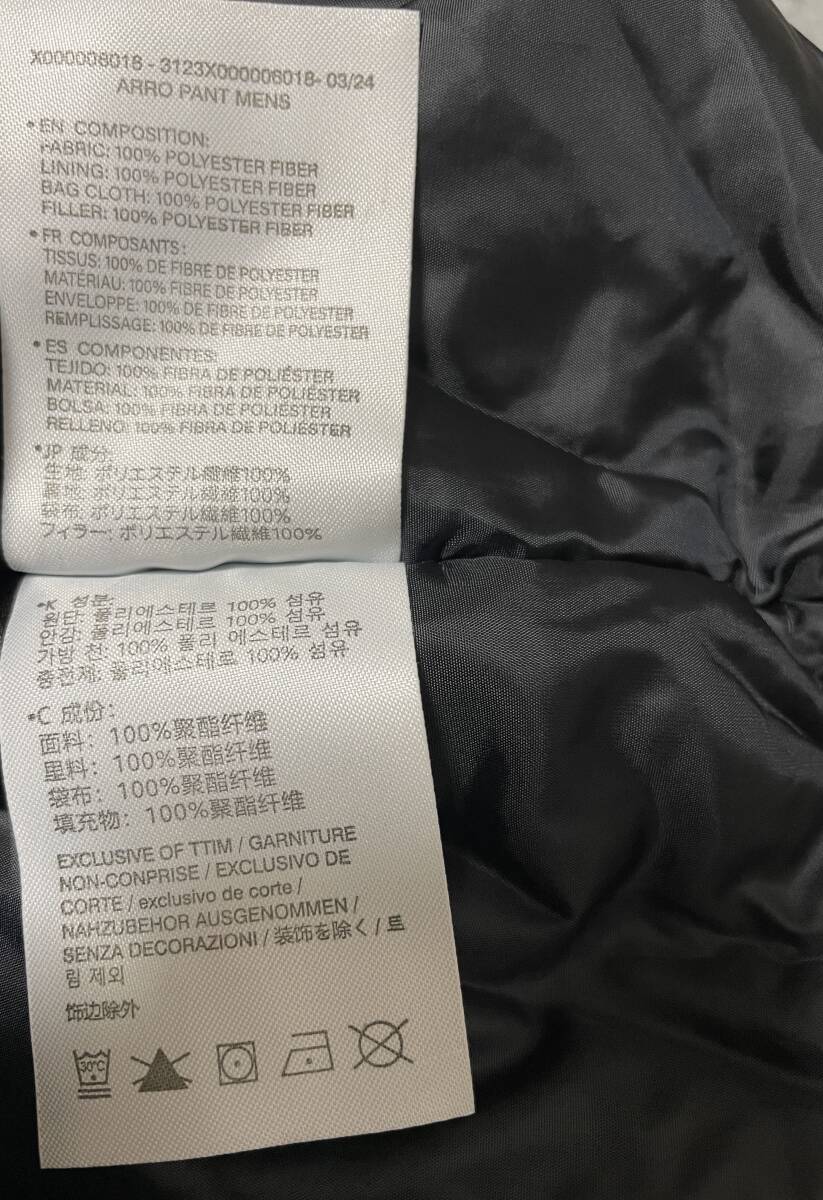 X000006018 - 3123X000006018- 03/24
ARRO PANT MENS
•EN COMPOSITION:
FABRIC: 100% POLYESTER FIBER
LINING: 100% POLYESTER FIBER
BAG CLOTH: 100% POLYESTER FIBER
FILLER: 100% POLYESTER FIBER
•FR COMPOSANTS:
TISSUS: 100% DE FIBRE DE POLYESTER
MATÉRIAU: 100% DE FIBRE DE POLYESTER
ENVELOPPE: 100% DE FIBRE DE POLYESTER
REMPLISSAGE: 100% DE FIBRE DE POLYESTER
•ES COMPONENTES:
TEJIDO: 100% FIBRA DE POLIÉSTER
MATERIAL: 100% FIBRA DE POLIÉSTER
BOLSA: 100% FIBRA DE POLIÉSTER
RELLENO: 100% FIBRA DE POLIÉSTER
•JP 成分:
生地: ポリエステル繊維100%
裏地: ポリエステル繊維100%
袋布: ポリエステル繊維100%
フィラー: ポリエステル繊維100%
•K 성분:
원단: 폴리에스테르 100% 섬유
안감: 폴리에스테르 100% 섬유
가방 천: 100% 폴리 에스테르 섬유
충전제: 폴리에스테로 100% 섬유
•C 成份：
面料：100%聚酯纤维
里料：100%聚酯纤维
袋布：100%聚酯纤维
填充物：100%聚酯纤维
EXCLUSIVE OF TTIM / GARNITURE
NON-CONPRISE / EXCLUSIVO DE
CORTE / exclusivo de corte /
NAHZUBEHOR AUSGENOMMEN /
SENZA DECORAZIONI / 装飾を除く / 트
림 제외
饰边除外
30°C